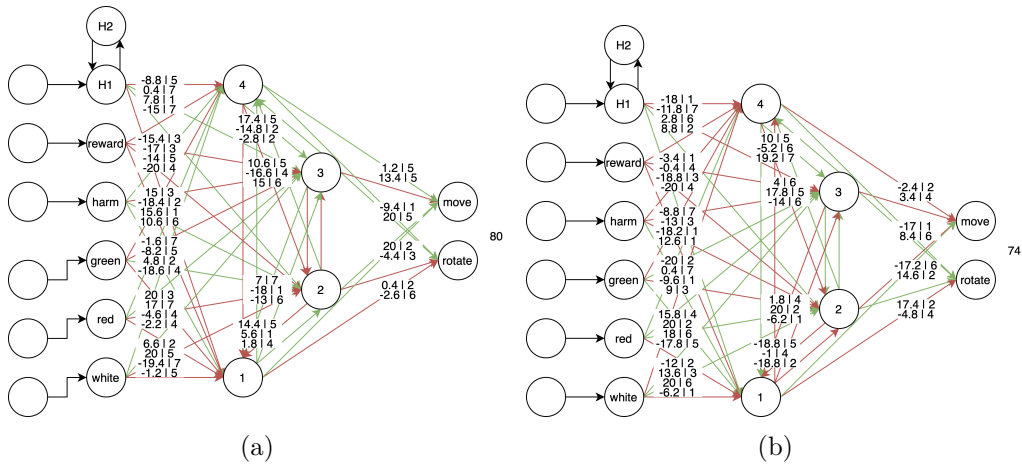 H2
H1
reward
harm
green
red
white
-8.8 | 5
0.4 | 7
7.8 | 1
-15 | 7
-15.4 | 3
-17 | 3
-14 | 5
-20 | 4
15 | 3
-18.4 | 2
15.6 | 1
10.6 | 6
-1.6 | 7
-8.2 | 5
4.8 | 2
-18.6 | 4
20 | 3
17 | 7
-4.6 | 4
-2.2 | 4
6.6 | 2
20 | 5
-19.4 | 7
-1.2 | 5
4
17.4 | 5
-14.8 | 2
-2.8 | 2
3
10.6 | 5
-16.6 | 4
15 | 6
2
7 | 7
-18 | 1
-13 | 6
1
14.4 | 5
5.6 | 1
1.8 | 4
1.2 | 5
13.4 | 5
-9.4 | 1
20 | 5
20 | 2
-4.4 | 3
0.4 | 2
-2.6 | 6
move
rotate
80
(a)
H2
H1
reward
harm
green
red
white
-18 | 1
-11.8 | 7
2.8 | 6
8.8 | 2
-3.4 | 1
-0.4 | 4
-18.8 | 3
-20 | 4
-8.8 | 7
-13 | 3
-18.2 | 1
12.6 | 1
-20 | 2
0.4 | 7
-9.6 | 1
9 | 3
15.8 | 4
20 | 2
18 | 6
-17.8 | 5
-12 | 2
13.6 | 3
20 | 6
-6.2 | 1
4
10 | 5
-5.2 | 6
19.2 | 7
3
4 | 6
17.8 | 5
-14 | 6
2
1.8 | 4
20 | 2
-6.2 | 1
1
-18.8 | 5
-1 | 4
-18.8 | 2
-2.4 | 2
3.4 | 4
-17 | 1
8.4 | 6
-17.2 | 6
14.6 | 2
17.4 | 2
-4.8 | 4
move
rotate
74
(b)